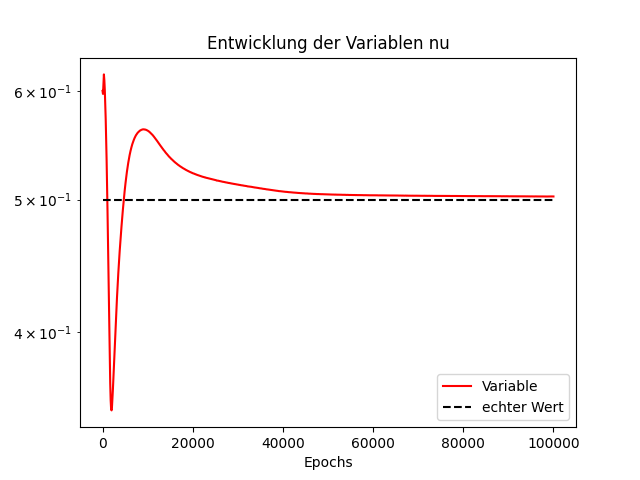 Entwicklung der Variablen nu
6 × 10⁻¹
5 × 10⁻¹
4 × 10⁻¹
0 20000 40000 60000 80000 100000
Epochs
Variable
echter Wert